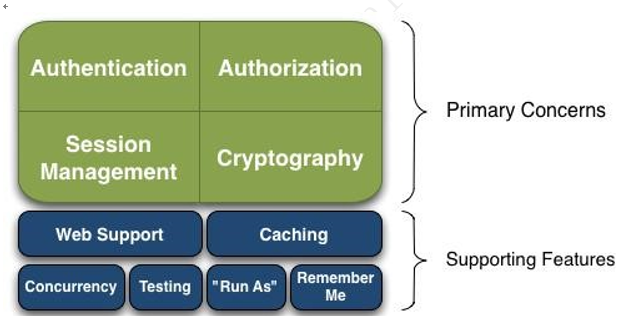 Authentication
Authorization
Session
Management
Cryptography
Primary Concerns
Web Support
Caching
Concurrency
Testing
"Run As"
Remember
Me
Supporting Features